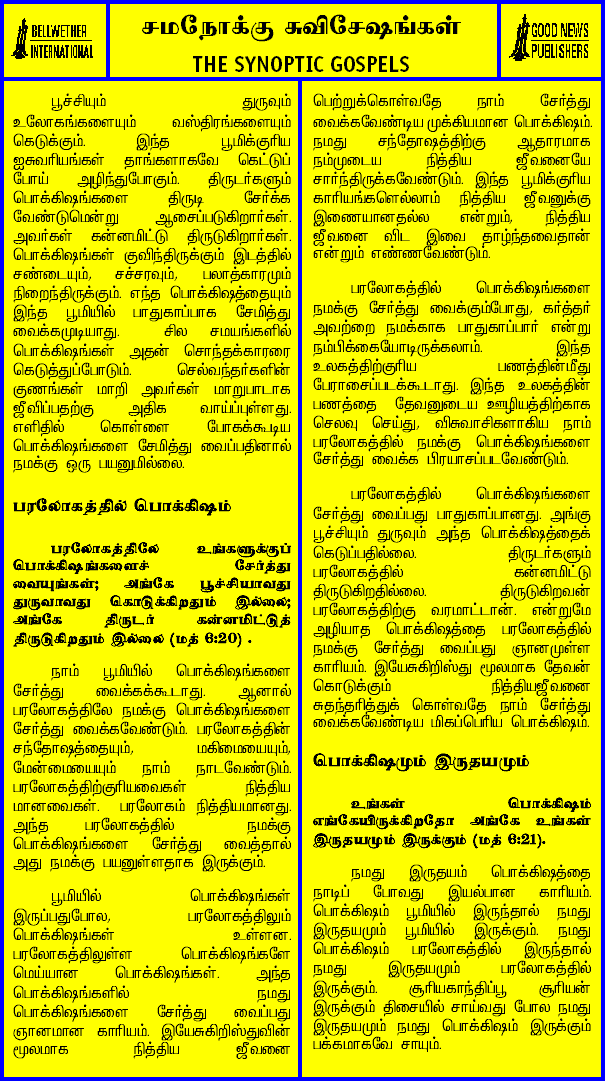 BELLWETHER
INTERNATIONAL
சமநோக்கு சுவிசேஷங்கள்
THE SYNOPTIC GOSPELS
GOOD NEWS
PUBLISHERS
பூச்சியும் துருவும்
உலோகங்களையும் வஸ்திரங்களையும்
கெடுக்கும். இந்த பூமிக்குரிய
ஐசுவரியங்கள் தாங்களாகவே கெட்டுப்
போய் அழிந்துபோகும். திருடர்களும்
பொக்கிஷங்களை திருடி சேர்க்க
வேண்டுமென்று ஆசைப்படுகிறார்கள்.
அவர்கள் கன்னமிட்டு திருடுகிறார்கள்.
பொக்கிஷங்கள் குவிந்திருக்கும் இடத்தில்
சண்டையும், சச்சரவும், பலாத்காரமும்
நிறைந்திருக்கும். எந்த பொக்கிஷத்தையும்
இந்த பூமியில் பாதுகாப்பாக சேமித்து
வைக்கமுடியாது. சில சமயங்களில்
பொக்கிஷங்கள் அதன் சொந்தக்காரரை
கெடுத்துப்போடும். செல்வந்தர்களின்
குணங்கள் மாறி அவர்கள் மாறுபாடாக
ஜீவிப்பதற்கு அதிக வாய்ப்புள்ளது.
எளிதில் கொள்ளை போகக்கூடிய
பொக்கிஷங்களை சேமித்து வைப்பதினால்
நமக்கு ஒரு பயனுமில்லை.
பரலோகத்தில் பொக்கிஷம்
பரலோகத்திலே உங்களுக்குப்
பொக்கிஷங்களைச் சேர்த்து
வையுங்கள்; அங்கே பூச்சியாவது
துருவாவது கொடுக்கிறதும் இல்லை;
அங்கே திருடர் கன்னமிட்டுத்
திருடுகிறதும் இல்லை (மத் 6:20) .
நாம் பூமியில் பொக்கிஷங்களை
சேர்த்து வைக்கக்கூடாது. ஆனால்
பரலோகத்திலே நமக்கு பொக்கிஷங்களை
சேர்த்து வைக்கவேண்டும். பரலோகத்தின்
சந்தோஷத்தையும், மகிமையையும்,
மேன்மையையும் நாம் நாடவேண்டும்.
பரலோகத்திற்குரியவைகள் நித்திய
மானவைகள். பரலோகம் நித்தியமானது.
அந்த பரலோகத்தில் நமக்கு
பொக்கிஷங்களை சேர்த்து வைத்தால்
அது நமக்கு பயனுள்ளதாக இருக்கும்.
பூமியில் பொக்கிஷங்கள்
இருப்பதுபோல, பரலோகத்திலும்
பொக்கிஷங்கள் உள்ளன.
பரலோகத்திலுள்ள பொக்கிஷங்களே
மெய்யான பொக்கிஷங்கள். அந்த
பொக்கிஷங்களில் நமது
பொக்கிஷங்களை சேர்த்து வைப்பது
ஞானமான காரியம். இயேசுகிறிஸ்துவின்
மூலமாக நித்திய ஜீவனை
பெற்றுக்கொள்வதே நாம் சேர்த்து
வைக்கவேண்டிய முக்கியமான பொக்கிஷம்.
நமது சந்தோஷத்திற்கு ஆதாரமாக
நம்முடைய நித்திய ஜீவனையே
சார்ந்திருக்கவேண்டும். இந்த பூமிக்குரிய
காரியங்களெல்லாம் நித்திய ஜீவனுக்கு
இணையானதல்ல என்றும், நித்திய
ஜீவனை விட இவை தாழ்ந்தவைதான்
என்றும் எண்ணவேண்டும்.
பரலோகத்தில் பொக்கிஷங்களை
நமக்கு சேர்த்து வைக்கும்போது, கர்த்தர்
அவற்றை நமக்காக பாதுகாப்பார் என்று
நம்பிக்கையோடிருக்கலாம். இந்த
உலகத்திற்குரிய பணத்தின்மீது
பேராசைப்படக்கூடாது. இந்த உலகத்தின்
பணத்தை தேவனுடைய ஊழியத்திற்காக
செலவு செய்து, விசுவாசிகளாகிய நாம்
பரலோகத்தில் நமக்கு பொக்கிஷங்களை
சேர்த்து வைக்க பிரயாசப்படவேண்டும்.
பரலோகத்தில் பொக்கிஷங்களை
சேர்த்து வைப்பது பாதுகாப்பானது. அங்கு
பூச்சியும் துருவும் அந்த பொக்கிஷத்தைக்
கெடுப்பதில்லை. திருடர்களும்
பரலோகத்தில் கன்னமிட்டு
திருடுகிறதில்லை. திருடுகிறவன்
பரலோகத்திற்கு வரமாட்டான். என்றுமே
அழியாத பொக்கிஷத்தை பரலோகத்தில்
நமக்கு சேர்த்து வைப்பது ஞானமுள்ள
காரியம். இயேசுகிறிஸ்து மூலமாக தேவன்
கொடுக்கும் நித்தியஜீவனை
சுதந்தரித்துக் கொள்வதே நாம் சேர்த்து
வைக்கவேண்டிய மிகப்பெரிய பொக்கிஷம்.
பொக்கிஷமும் இருதயமும்
உங்கள் பொக்கிஷம்
எங்கேயிருக்கிறதோ அங்கே உங்கள்
இருதயமும் இருக்கும் (மத் 6:21).
நமது இருதயம் பொக்கிஷத்தை
நாடிப் போவது இயல்பான காரியம்.
பொக்கிஷம் பூமியில் இருந்தால் நமது
இருதயமும் பூமியில் இருக்கும். நமது
பொக்கிஷம் பரலோகத்தில் இருந்தால்
நமது இருதயமும் பரலோகத்தில்
இருக்கும். சூரியகாந்திப்பூ சூரியன்
இருக்கும் திசையில் சாய்வது போல நமது
இருதயமும் நமது பொக்கிஷம் இருக்கும்
பக்கமாகவே சாயும்.